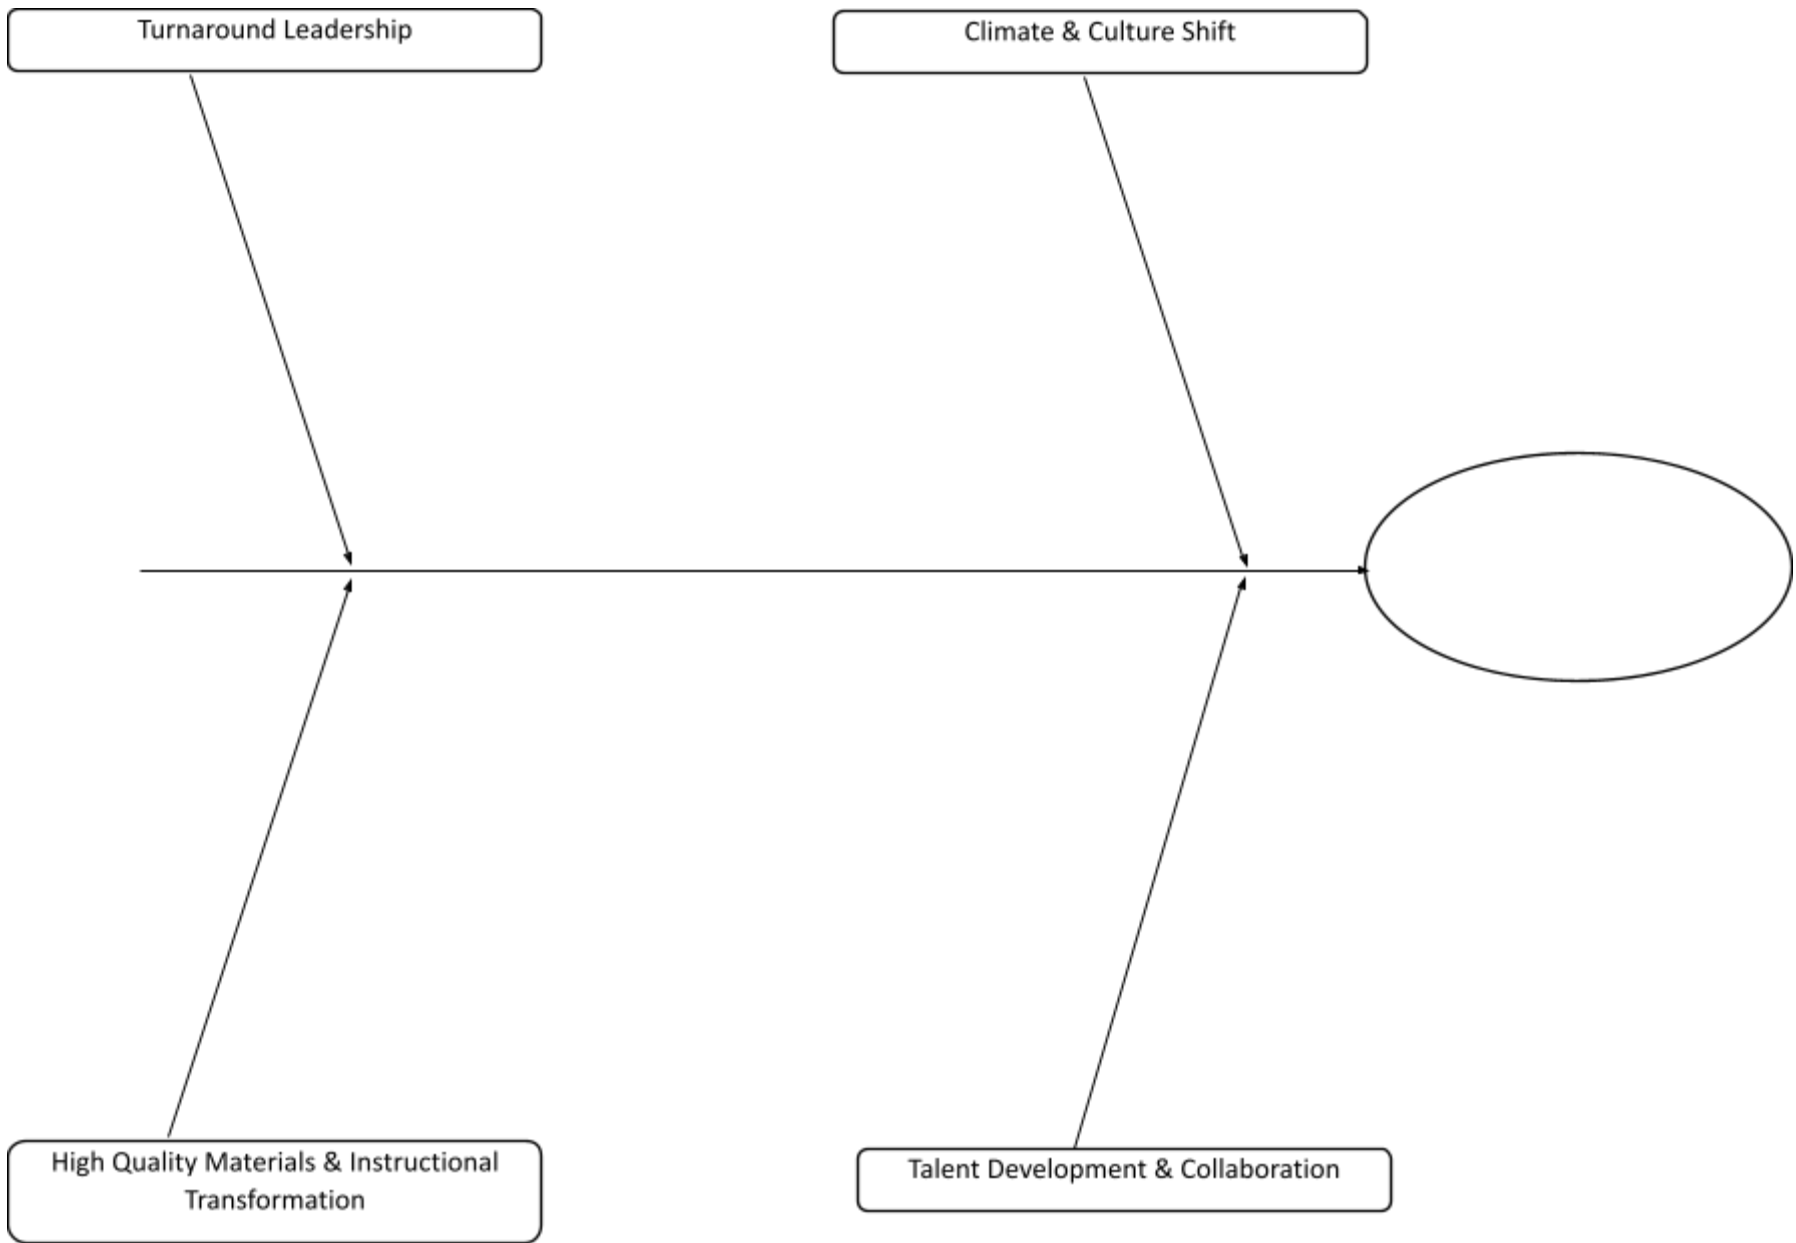 Turnaround Leadership
Climate & Culture Shift
High Quality Materials & Instructional
Transformation
Talent Development & Collaboration